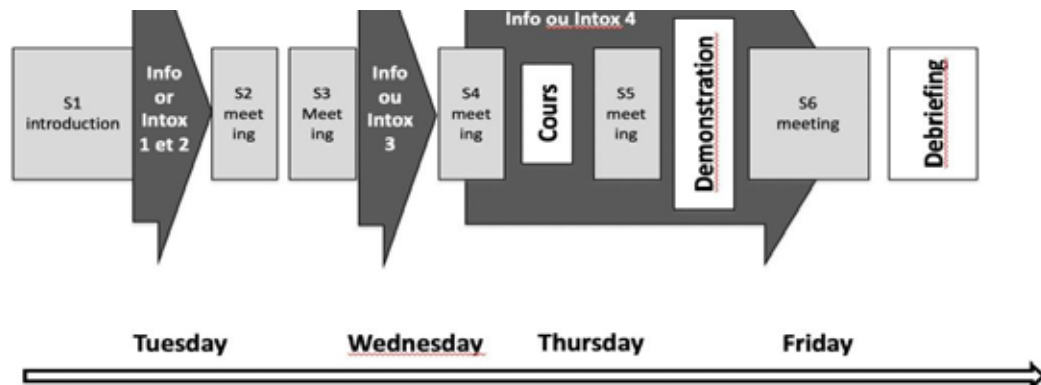 Info ou Intox 4
S1
introduction
Info
or
Intox
1 et 2
S2
meet
ing
S3
Meet
ing
Info
ou
Intox
3
S4
meet
ing
Cours
S5
meet
ing
Demonstration
S6
meeting
Debriefing
Tuesday
Wednesday
Thursday
Friday